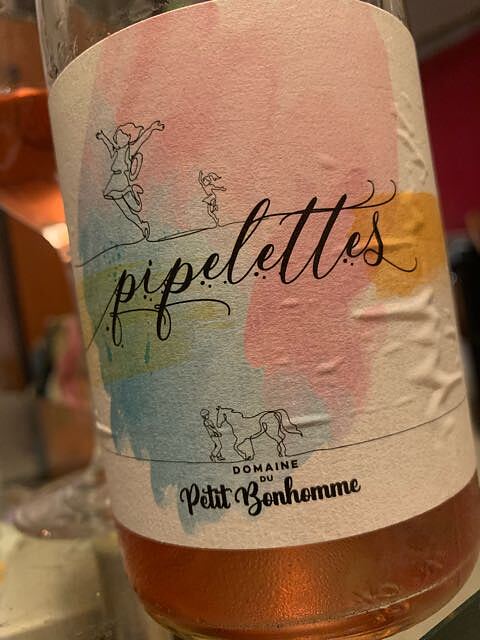 pipelettes
DOMAINE
DU
Petit Bonhomme